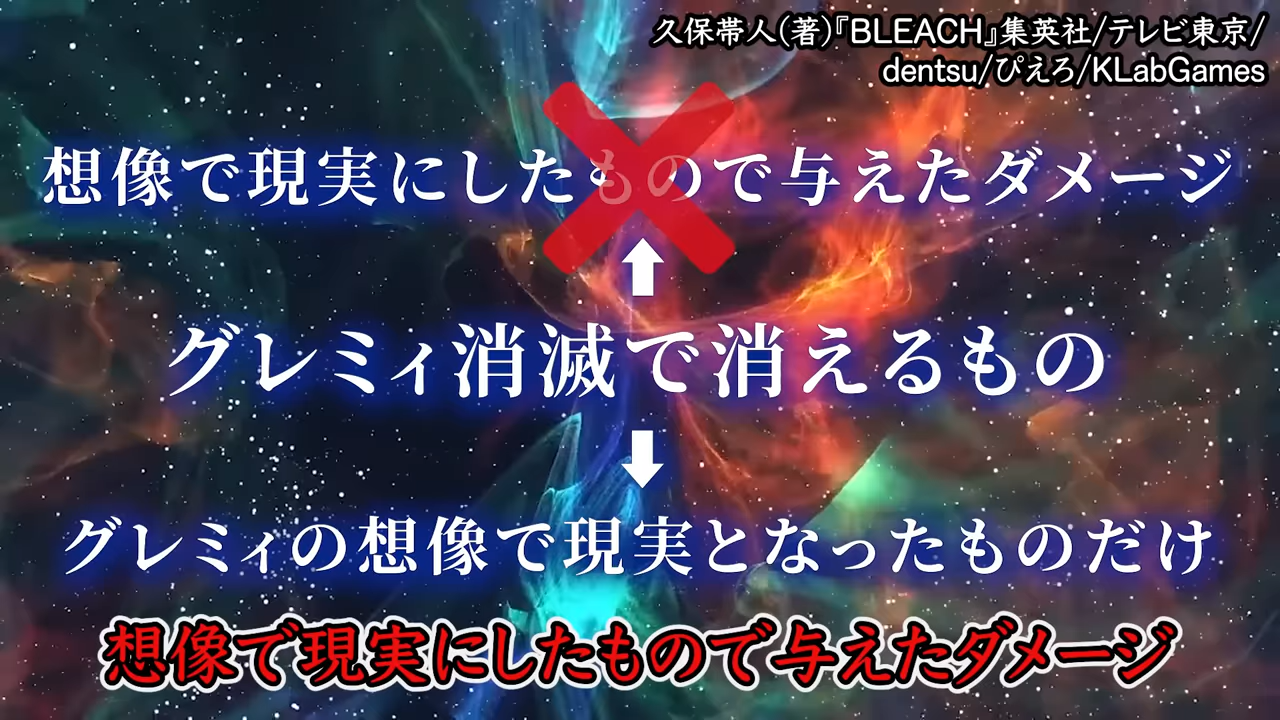 久保帯人(著)『BLEACH』集英社/テレビ東京/
dentsu/ぴえろ/KLabGames
想像で現実にしたもので与えたダメージ
グレミィ消滅で消えるもの
グレミィの想像で現実となったものだけ
想像で現実にしたもので与えたダメージ